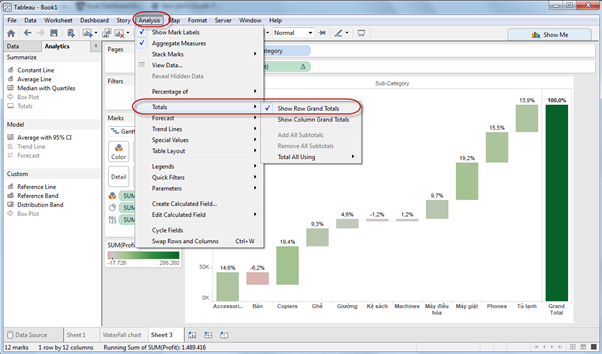 Tableau - Book1
File Data Worksheet Dashboard Story Analysis Map Format Server Window Help
Normal
Show Me
Data Analytics
Summarize
Constant Line
Average Line
Median with Quartiles
Box Plot
Totals
Model
Average with 95% CI
Trend Line
Forecast
Custom
Reference Line
Reference Band
Distribution Band
Box Plot
Pages
Filters
Marks
Gantt
Color
Detail
SUM(
SUM(
SUM(
SUM(Profit)
-17.726 286.260
Show Mark Labels
Aggregate Measures
Stack Marks
View Data...
Reveal Hidden Data
Percentage of
Totals
Forecast
Trend Lines
Special Values
Table Layout
Legends
Quick Filters
Parameters
Create Calculated Field...
Edit Calculated Field
Cycle Fields
Swap Rows and Columns Ctrl+W
Show Row Grand Totals
Show Column Grand Totals
Add All Subtotals
Remove All Subtotals
Total All Using
ategory
Sub-Category
14,6% -6,2% 19,4% 9,3% 4,6% -1,2% 1,2% 9,7% 19,2% 15,5% 13,9% 100,0%
50K
0K
Accessori... Bàn Copiers Ghế Giường Kệ sách Machines Máy điều hòa Máy giặt Phones Tủ lạnh Grand Total
Data Source Sheet 1 Waterfall chart Sheet 3
12 marks 1 row by 12 columns Running Sum of SUM(Profit): 1.489.416